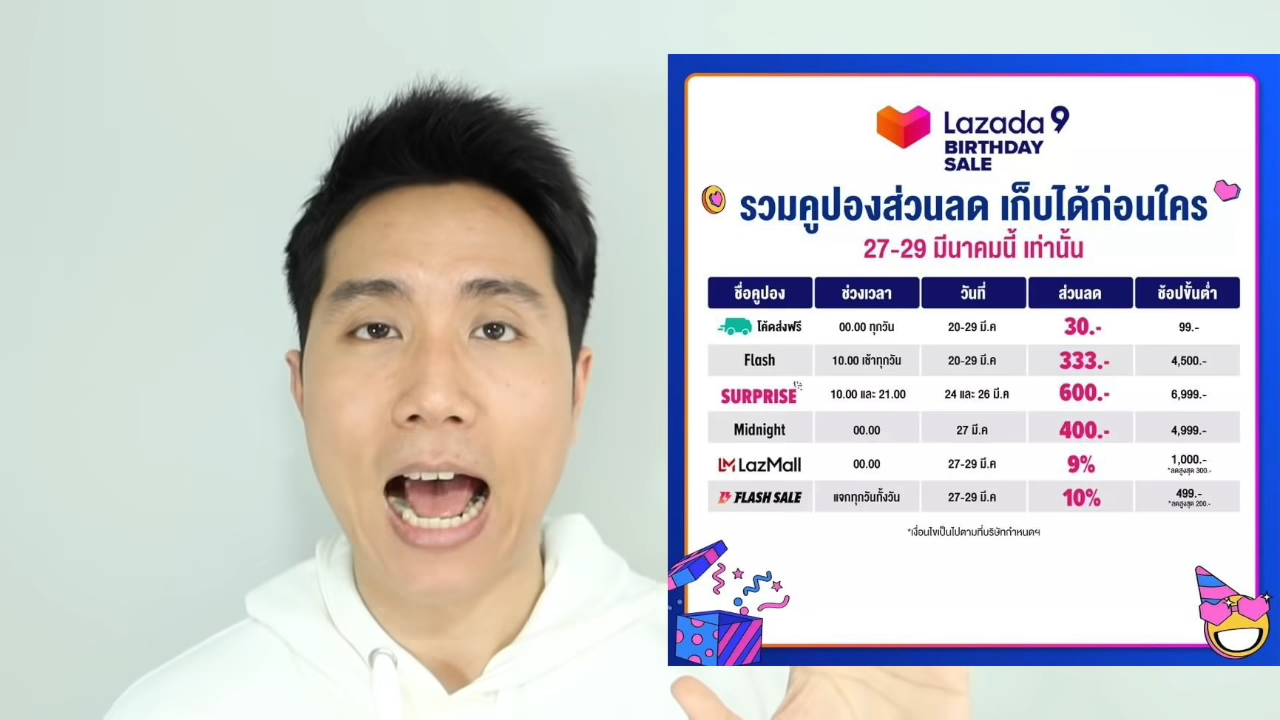 Lazada 9
BIRTHDAY
SALE
รวมคูปองส่วนลด เก็บได้ก่อนใคร
27-29 มีนาคมนี้ เท่านั้น
ชื่อคูปอง ช่วงเวลา วันที่ ส่วนลด ช้อปขั้นต่ำ
โค้ดส่งฟรี 00.00 ทุกวัน 20-29 มี.ค 30.- 99.-
Flash 10.00 เช้าทุกวัน 20-29 มี.ค 333.- 4,500.-
SURPRISE 10.00 และ 21.00 24 และ 26 มี.ค 600.- 6,999.-
Midnight 00.00 27 มี.ค 400.- 4,999.-
LM LazMall 00.00 27-29 มี.ค 9% 1,000.-
*ลดสูงสุด 300.-
FLASH SALE แจกทุกวันทั้งวัน 27-29 มี.ค 10% 499.-
*ลดสูงสุด 200.-
*เงื่อนไขเป็นไปตามที่บริษัทกำหนดฯ